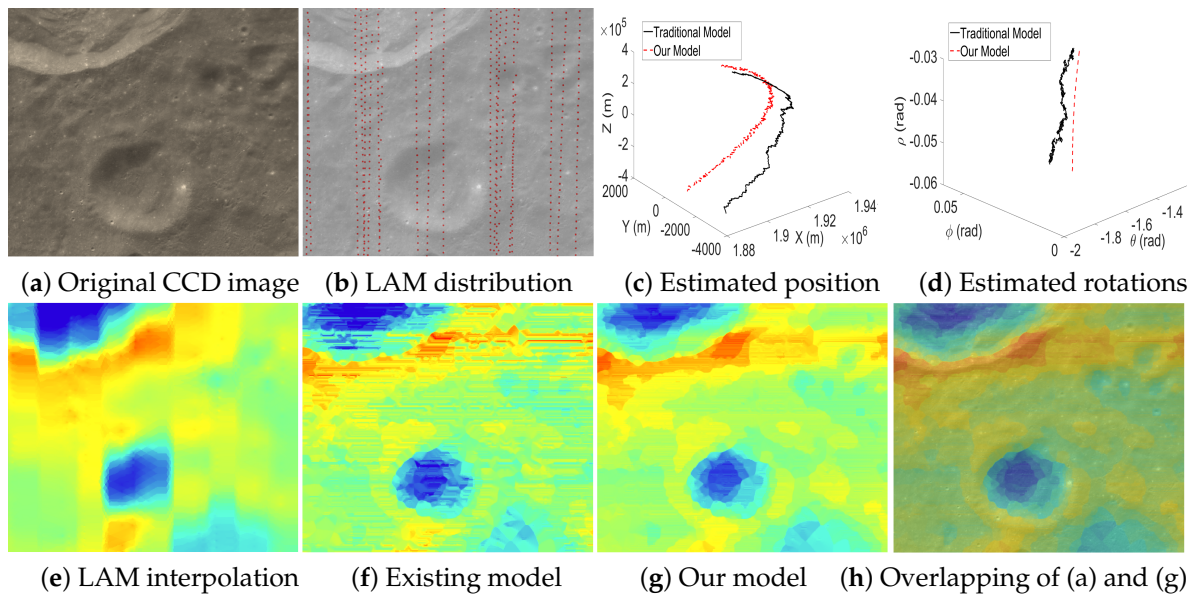 Traditional Model
Our Model
× 10⁵
4
2
0
-2
-4
Z (m)
2000
0
-2000
-4000
Y (m)
1.88
1.9
1.92
1.94
X (m)
×10⁶
Traditional Model
Our Model
-0.03
-0.04
-0.05
-0.06
ρ (rad)
0.05
0
ϕ (rad)
-2
-1.8
-1.6
-1.4
θ (rad)
(a) Original CCD image
(b) LAM distribution
(c) Estimated position
(d) Estimated rotations
(e) LAM interpolation
(f) Existing model
(g) Our model
(h) Overlapping of (a) and (g)